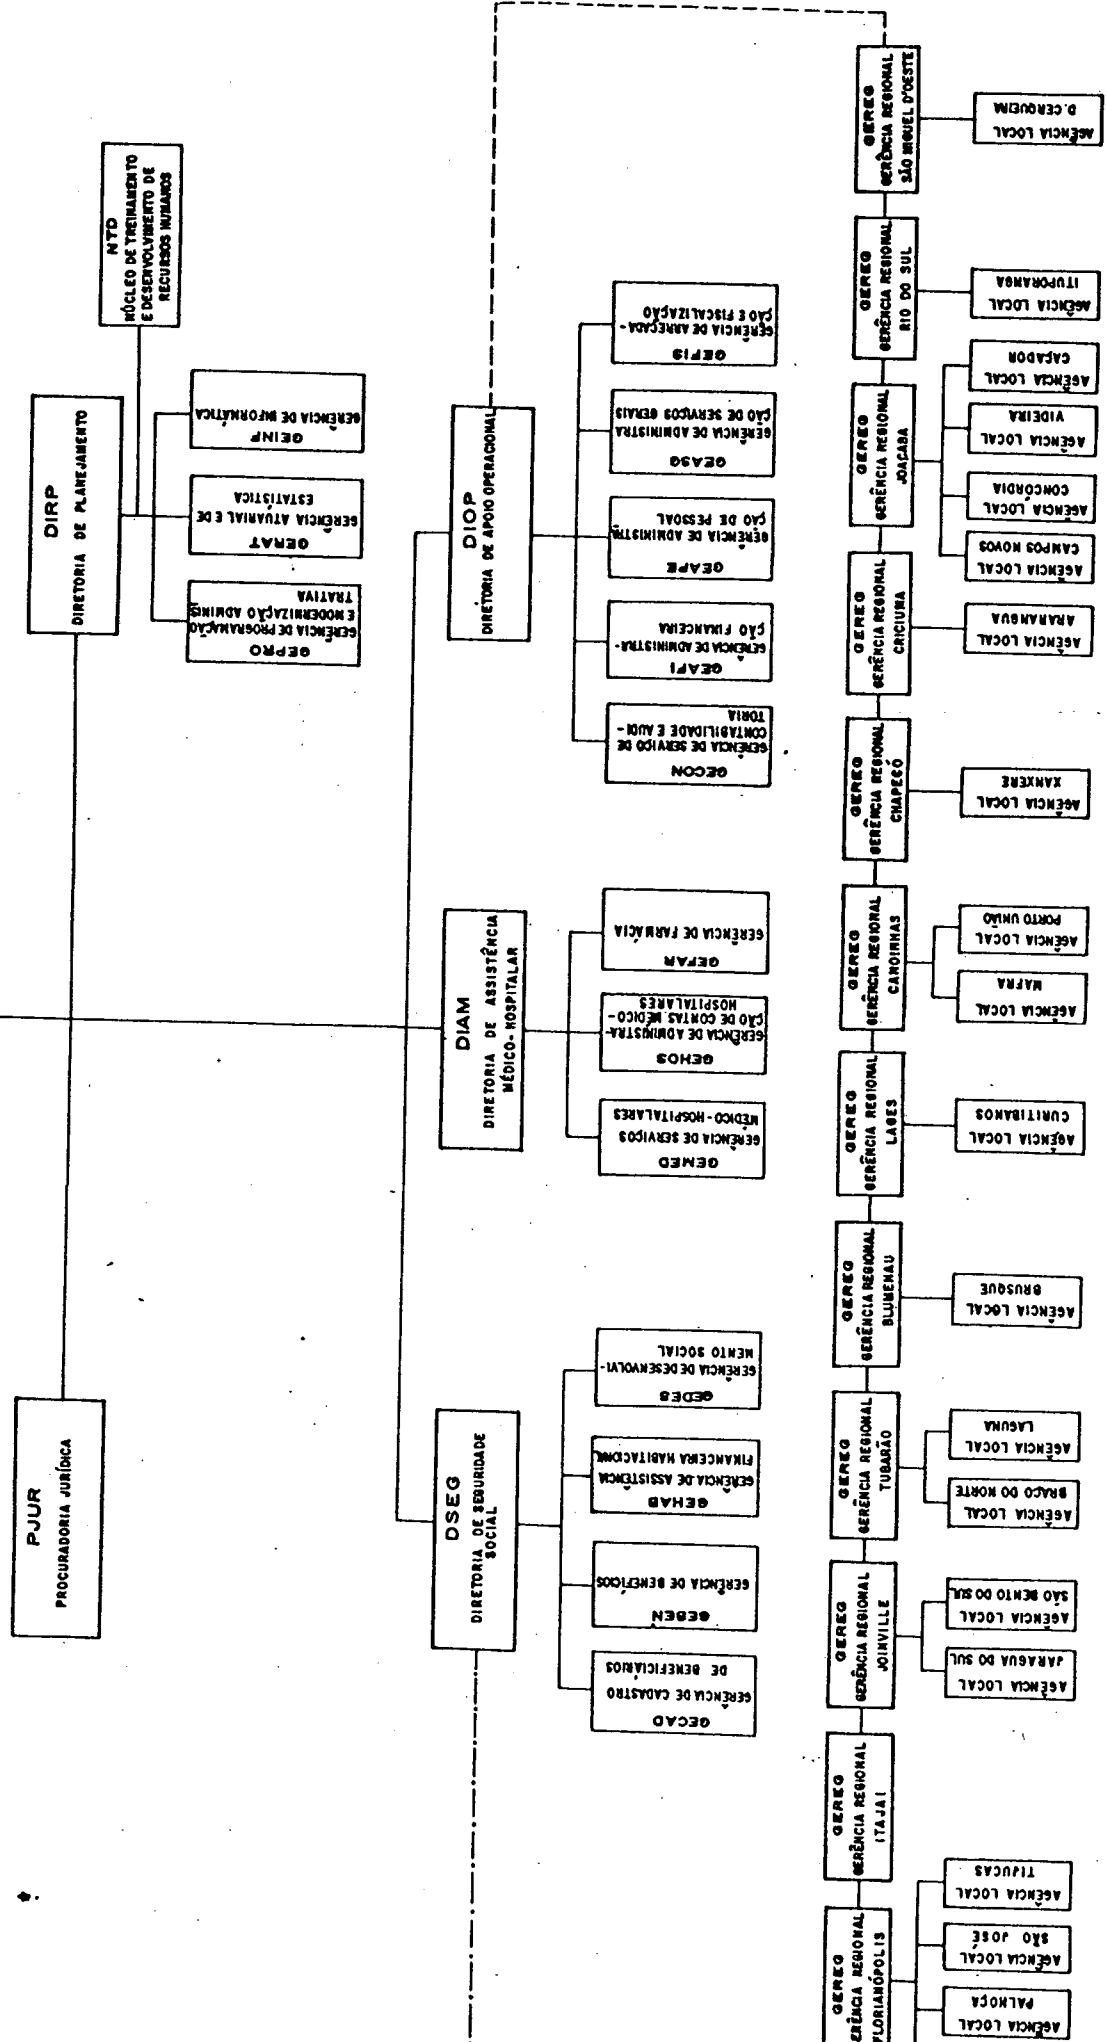 PJUR
PROCURADORIA JURÍDICA
DIRP
DIRETORIA DE PLANEJAMENTO
NTD
NÚCLEO DE TREINAMENTO
E DESENVOLVIMENTO DE
RECURSOS HUMANOS
GEPRO
GERÊNCIA DE PROGRAMAÇÃO
E MODERNIZAÇÃO ADMINIS
TRATIVA
GERAT
GERÊNCIA ATUARIAL E DE
ESTATÍSTICA
GEINF
GERÊNCIA DE INFORMÁTICA
DSEG
DIRETORIA DE SEGURIDADE
SOCIAL
GECAD
GERÊNCIA DE CADASTRO
DE BENEFICIÁRIOS
GEBEN
GERÊNCIA DE BENEFÍCIOS
GEHAB
GERÊNCIA DE ASSISTÊNCIA
FINANCEIRA HABITACIONAL
GEDES
GERÊNCIA DE DESENVOLVI-
MENTO SOCIAL
DIAM
DIRETORIA DE ASSISTÊNCIA
MÉDICO-HOSPITALAR
GEMED
GERÊNCIA DE SERVIÇOS
MÉDICO-HOSPITALARES
GEHOS
GERÊNCIA DE ADMINISTRA-
ÇÃO DE CONTAS MÉDICO-
HOSPITALARES
GEFAR
GERÊNCIA DE FARMÁCIA
DIOP
DIRETORIA DE APOIO OPERACIONAL
GECON
GERÊNCIA DE SERVIÇO DE
CONTABILIDADE E AUDI-
TORIA
GEAFI
GERÊNCIA DE ADMINISTRA-
ÇÃO FINANCEIRA
GEAPE
GERÊNCIA DE ADMINISTRA
ÇÃO DE PESSOAL
GEASG
GERÊNCIA DE ADMINISTRA
ÇÃO DE SERVIÇOS GERAIS
GEFIS
GERÊNCIA DE ARRECADA-
ÇÃO E FISCALIZAÇÃO
GEREG
GERÊNCIA REGIONAL
FLORIANÓPOLIS
AGÊNCIA LOCAL
PALHOÇA
AGÊNCIA LOCAL
SÃO JOSÉ
AGÊNCIA LOCAL
TIJUCAS
GEREG
GERÊNCIA REGIONAL
ITAJAI
GEREG
GERÊNCIA REGIONAL
JOINVILLE
AGÊNCIA LOCAL
JARAGUA DO SUL
AGÊNCIA LOCAL
SÃO BENTO DO SUL
GEREG
GERÊNCIA REGIONAL
TUBARÃO
AGÊNCIA LOCAL
BRAÇO DO NORTE
AGÊNCIA LOCAL
LAGUNA
GEREG
GERÊNCIA REGIONAL
BLUMENAU
AGÊNCIA LOCAL
BRUSQUE
GEREG
GERÊNCIA REGIONAL
LAGES
AGÊNCIA LOCAL
CURITIBANOS
GEREG
GERÊNCIA REGIONAL
CANOINHAS
AGÊNCIA LOCAL
MAFRA
AGÊNCIA LOCAL
PORTO UNIÃO
GEREG
GERÊNCIA REGIONAL
CHAPECÓ
AGÊNCIA LOCAL
XANXERE
GEREG
GERÊNCIA REGIONAL
CRICIUMA
AGÊNCIA LOCAL
ARARANGUA
GEREG
GERÊNCIA REGIONAL
JOAÇABA
AGÊNCIA LOCAL
CAMPOS NOVOS
AGÊNCIA LOCAL
CONCÓRDIA
AGÊNCIA LOCAL
VIDEIRA
AGÊNCIA LOCAL
CAÇADOR
GEREG
GERÊNCIA REGIONAL
RIO DO SUL
AGÊNCIA LOCAL
ITUPORANGA
GEREG
GERÊNCIA REGIONAL
SÃO MIGUEL D'OESTE
AGÊNCIA LOCAL
D. CERQUEIRA